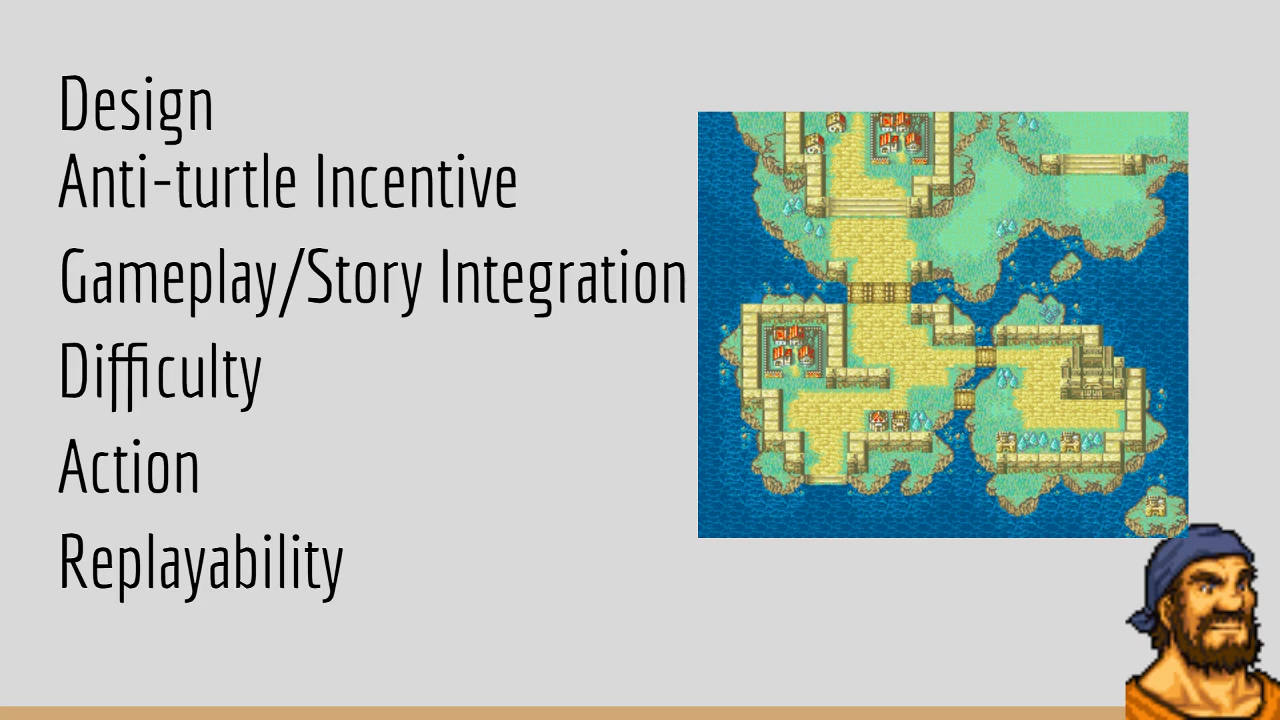 Design
Anti-turtle Incentive
Gameplay/Story Integration
Difficulty
Action
Replayability